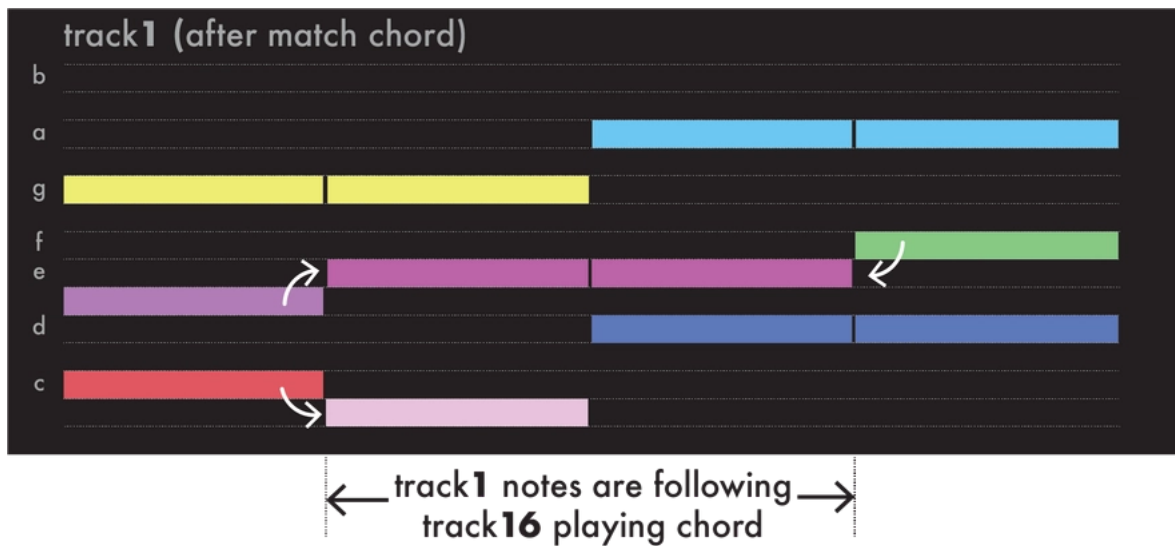 track1 (after match chord)
b
a
g
f
e
d
c
track1 notes are following
track16 playing chord